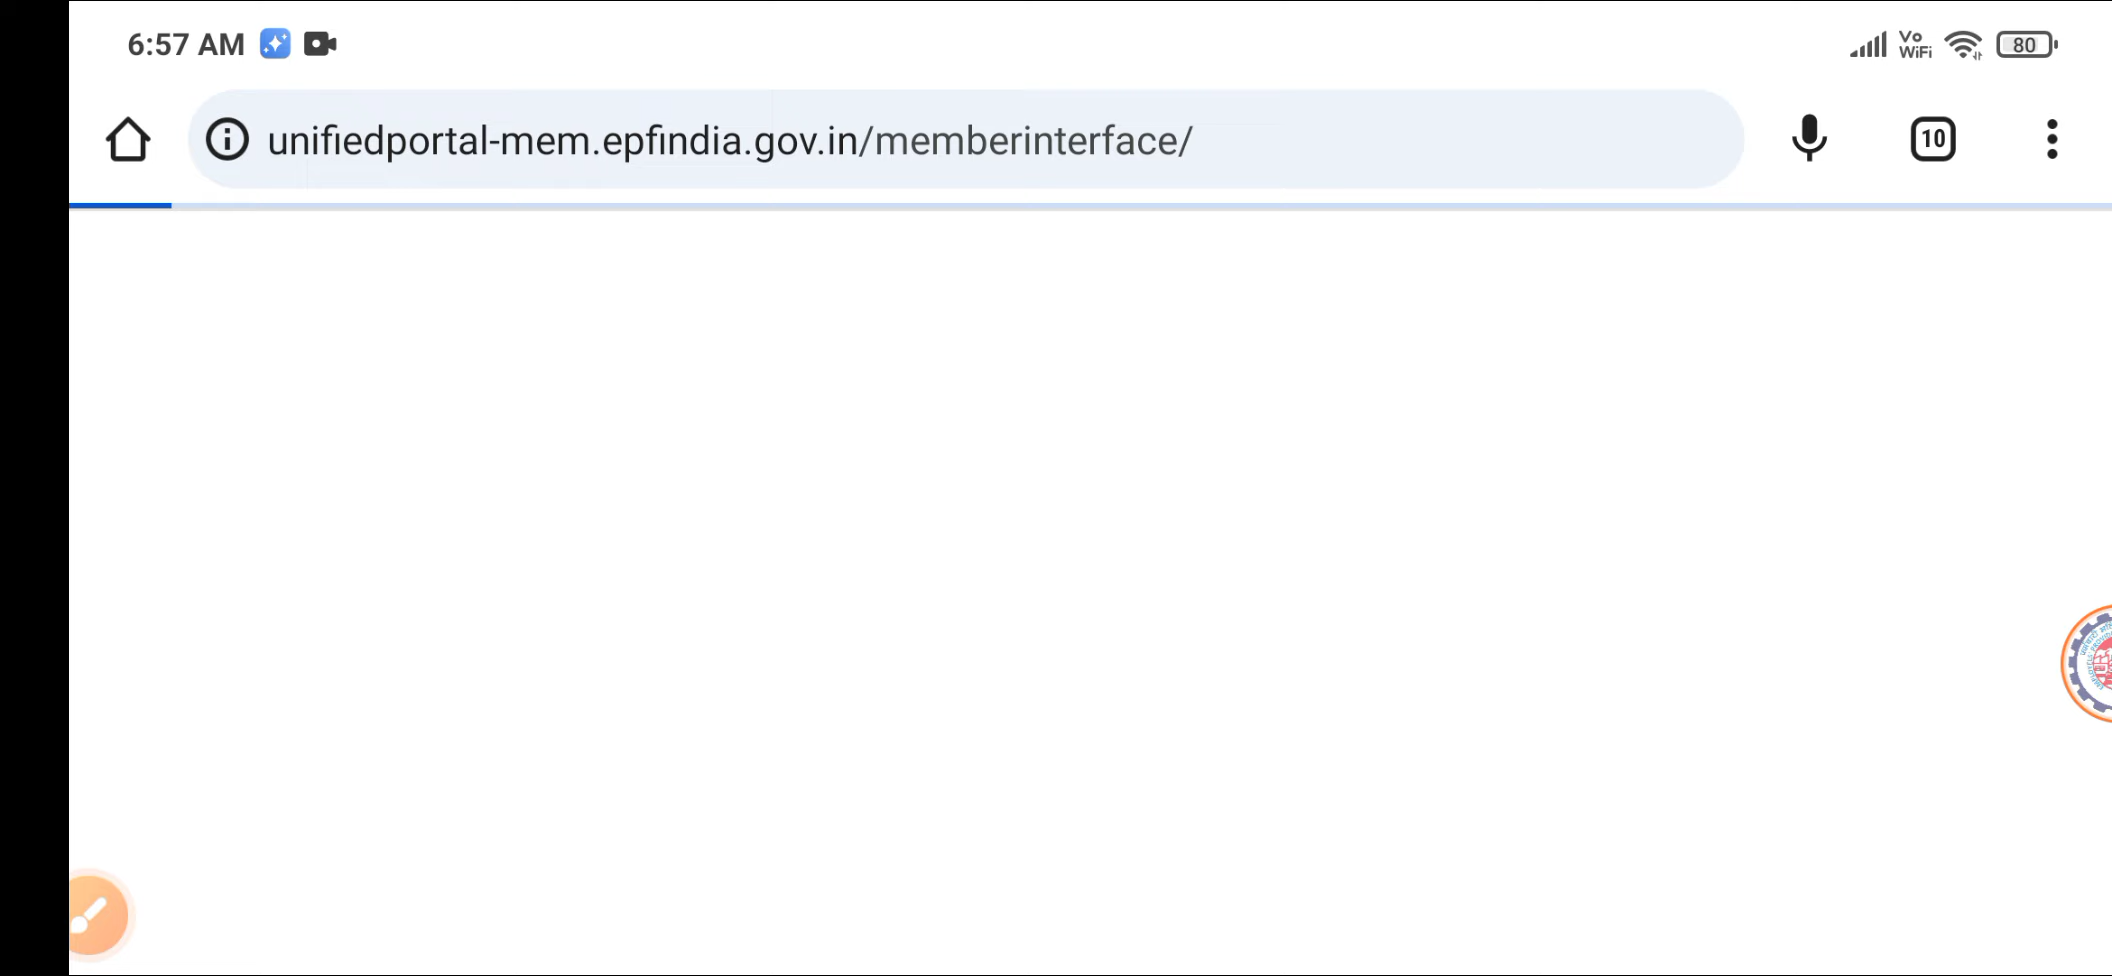 6:57 AM
Vo
WiFi
80
unifiedportal-mem.epfindia.gov.in/memberinterface/
10